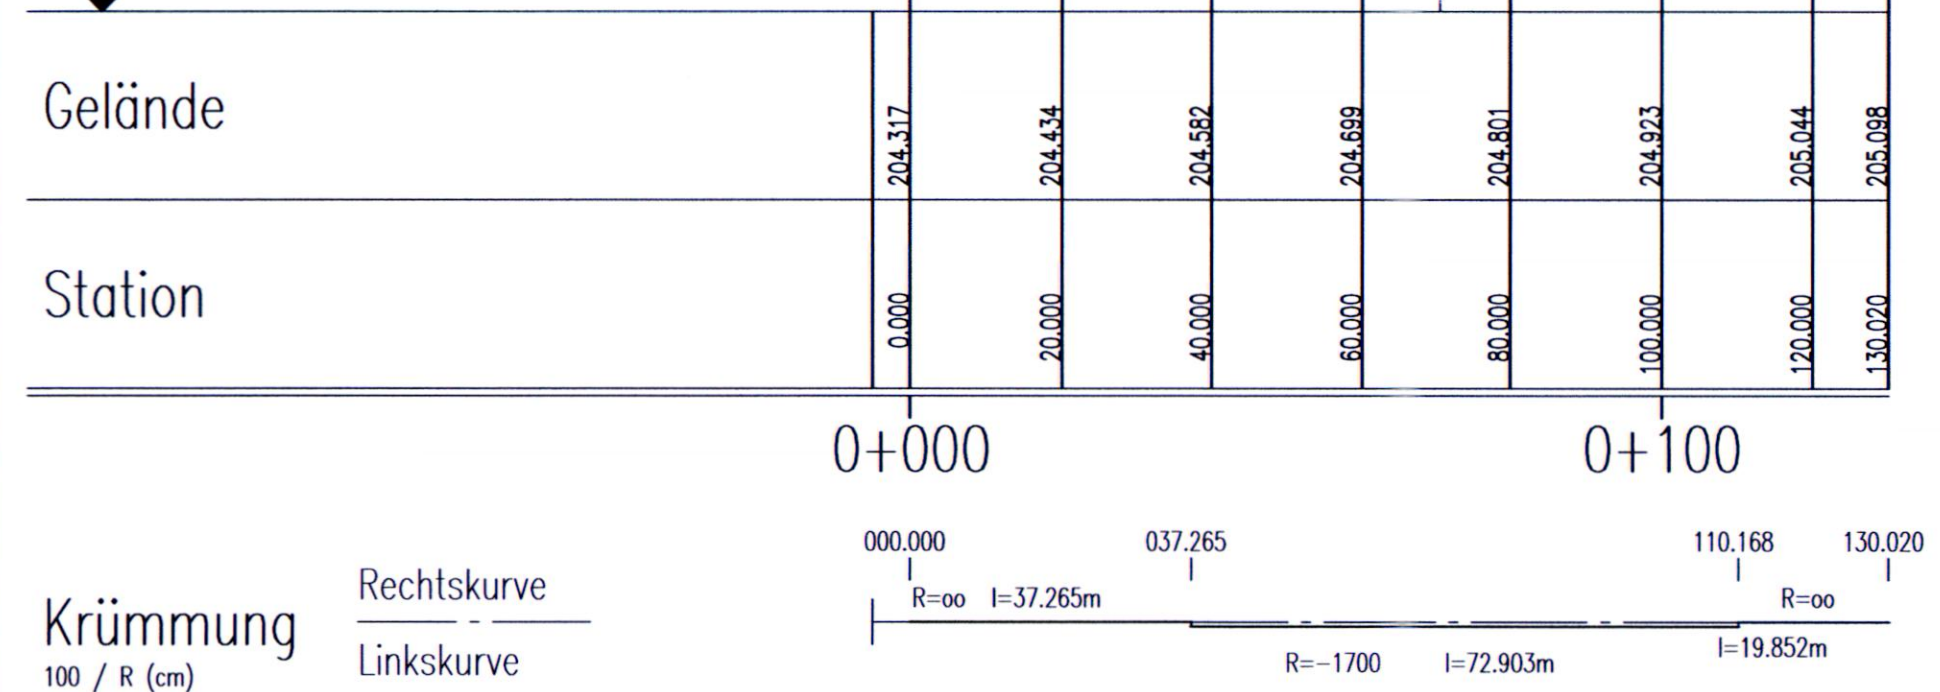 Gelände 204.317 204.434 204.582 204.699 204.801 204.923 205.044 205.098
Station 0.000 20.000 40.000 60.000 80.000 100.000 120.000 130.020
0+000 0+100
000.000 037.265 110.168 130.020
Rechtskurve R=oo l=37.265m R=oo
Krümmung
Linkskurve R=-1700 l=72.903m l=19.852m
100 / R (cm)